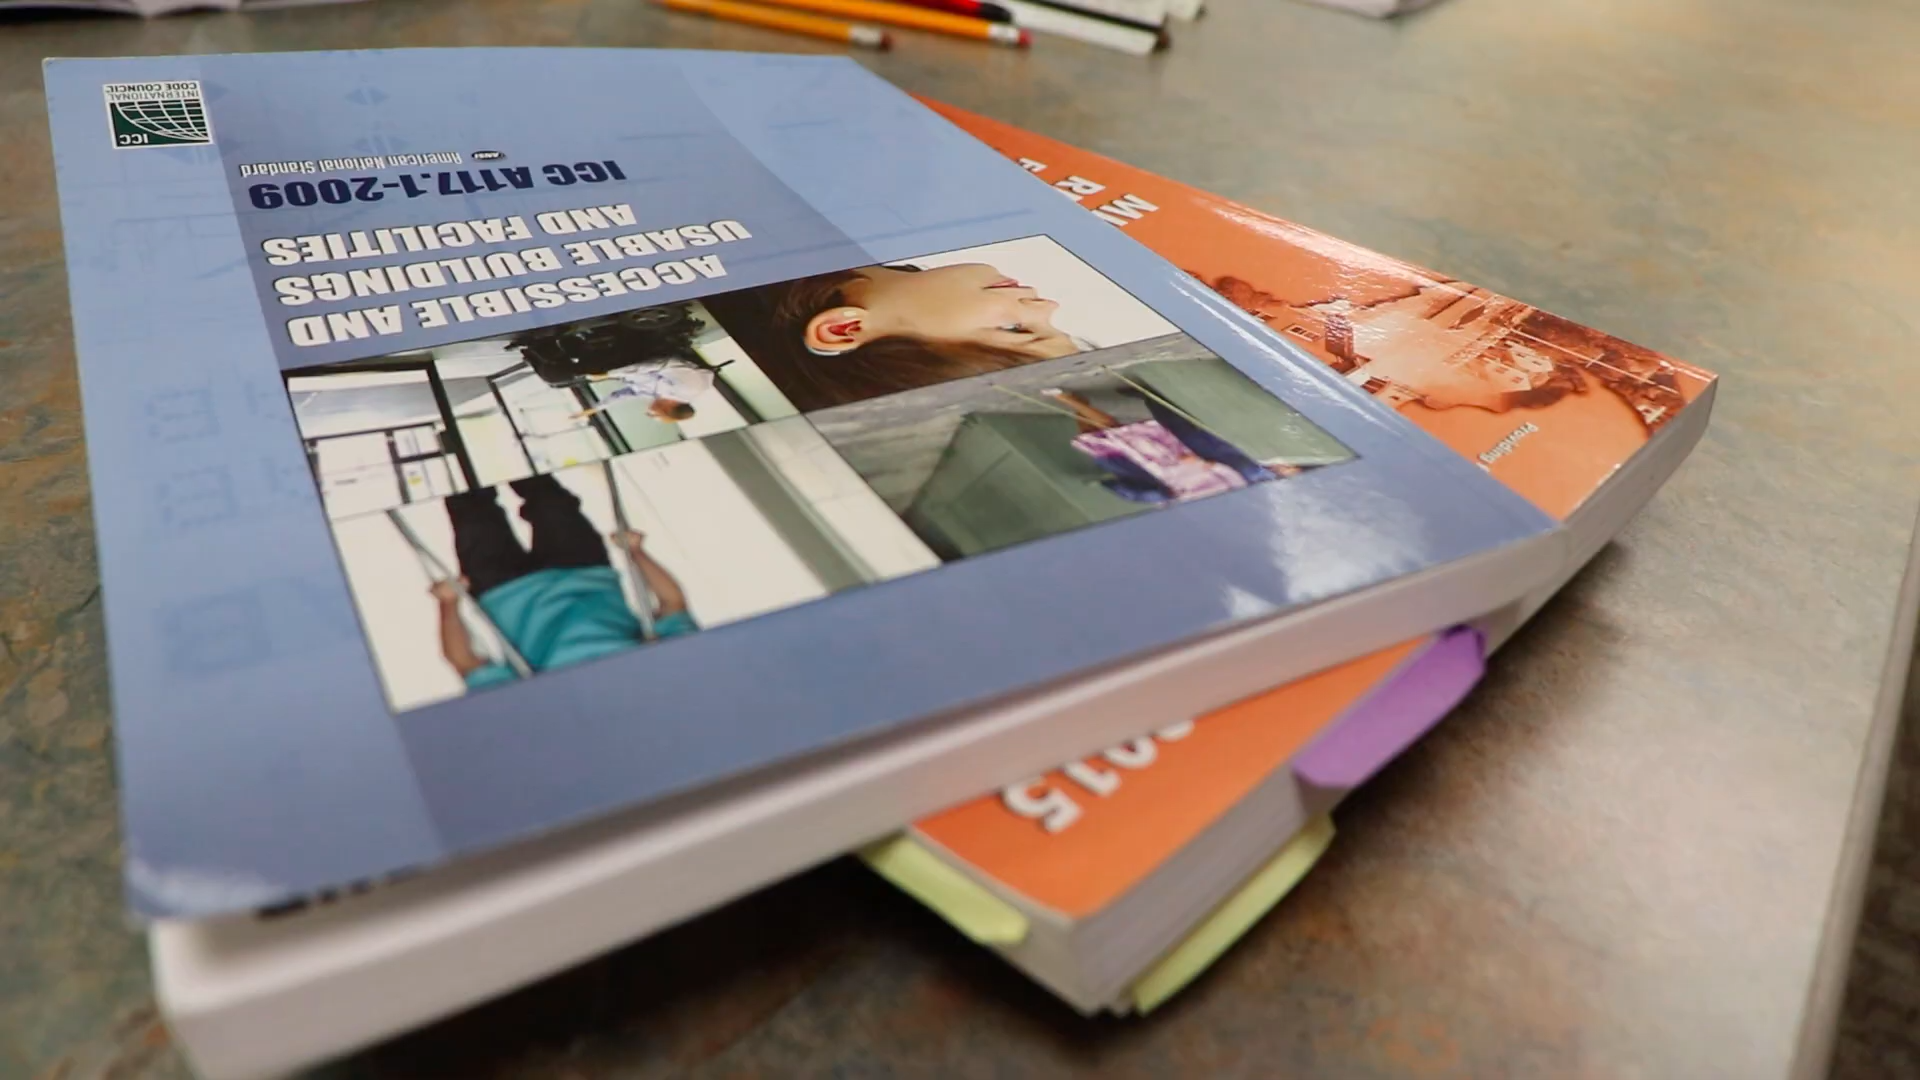 ACCESSIBLE AND
USABLE BUILDINGS
AND FACILITIES
ICC A117.1-2009
ANSI American National Standard
ICC
INTERNATIONAL
CODE COUNCIL
2015
Providing